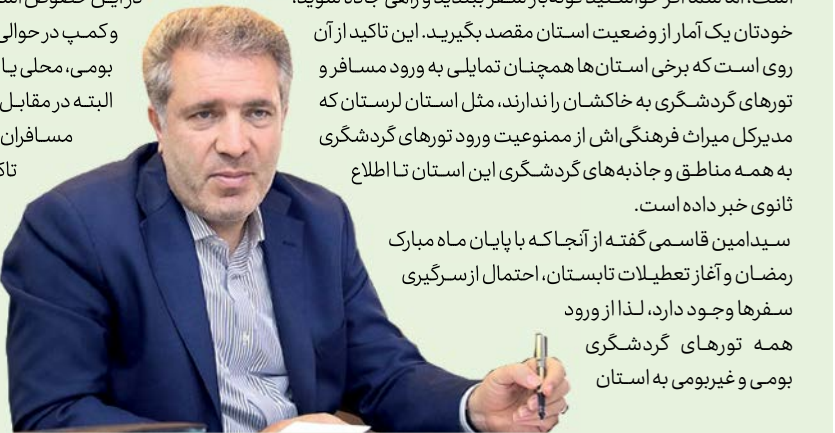 است، اما شما اگر خواستید کوله‌بار سفر ببندید و راهی جاده شوید،
خودتان یک آمار از وضعیت استان مقصد بگیرید. این تاکید از آن
روی است که برخی استان‌ها همچنان تمایلی به ورود مسافر و
تورهای گردشگری به خاکشان را ندارند، مثل استان لرستان که
مدیرکل میراث فرهنگی‌اش از ممنوعیت ورود تورهای گردشگری
به همه مناطق و جاذبه‌های گردشگری این استان تا اطلاع
ثانوی خبر داده است.
سیدامین قاسمی گفته از آنجا که با پایان ماه مبارک
رمضان و آغاز تعطیلات تابستان، احتمال ازسرگیری
سفرها وجود دارد، لذا از ورود
همه تورهای گردشگری
بومی و غیربومی به استان
در این خصوص
و کمپ در حوالی
بومی، محلی یا
البته در مقابل
مسافران